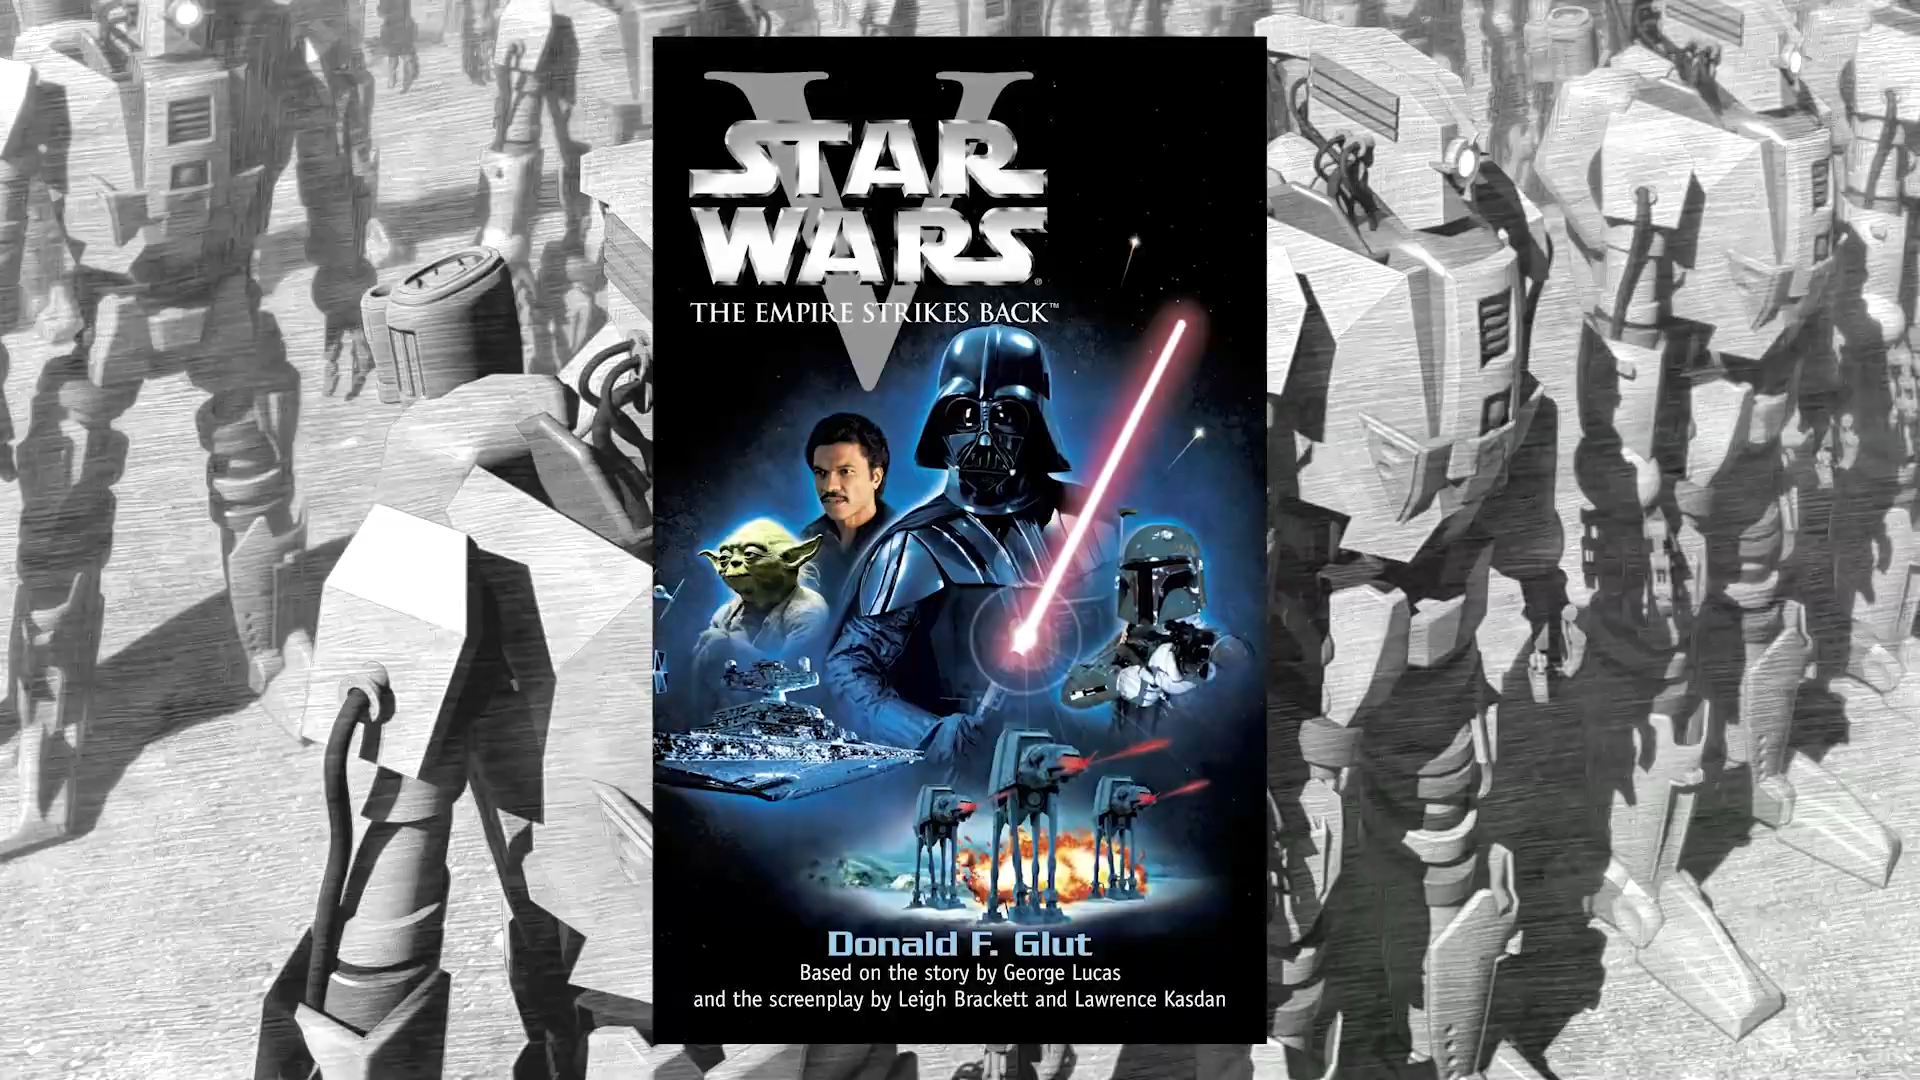 V
STAR
WARS®
THE EMPIRE STRIKES BACK™
Donald F. Glut
Based on the story by George Lucas
and the screenplay by Leigh Brackett and Lawrence Kasdan